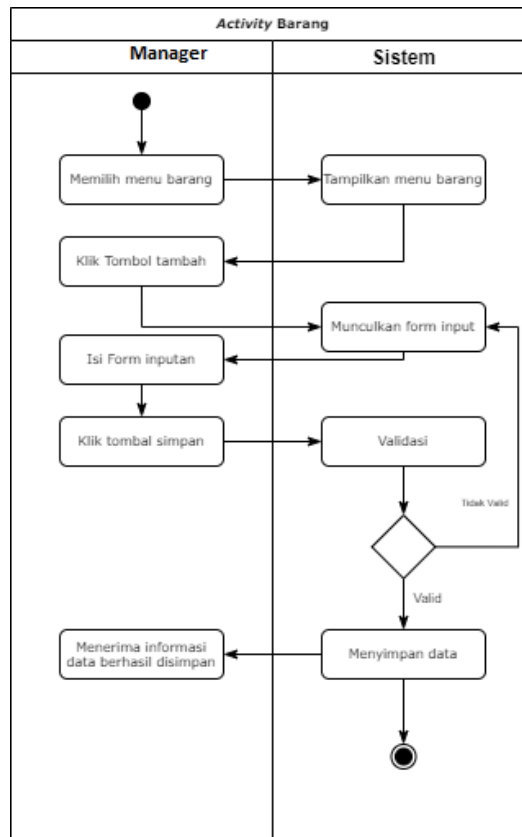 Activity Barang
Manager
Sistem
Memilih menu barang
Tampilkan menu barang
Klik Tombol tambah
Munculkan form input
Isi Form inputan
Klik tombal simpan
Validasi
Tidak Valid
Valid
Menerima informasi
data berhasil disimpan
Menyimpan data